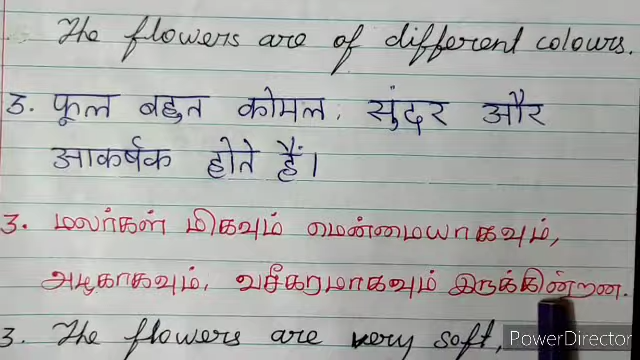 The flowers are of different colours.
3. फूल बहुत कोमल, सुंदर और
आकर्षक होते हैं।
3. மலர்கள் மிகவும் மென்மையாகவும்,
அழகாகவும், வசீகரமாகவும் இருக்கின்றன.
3. The flowers are very soft,
PowerDirector